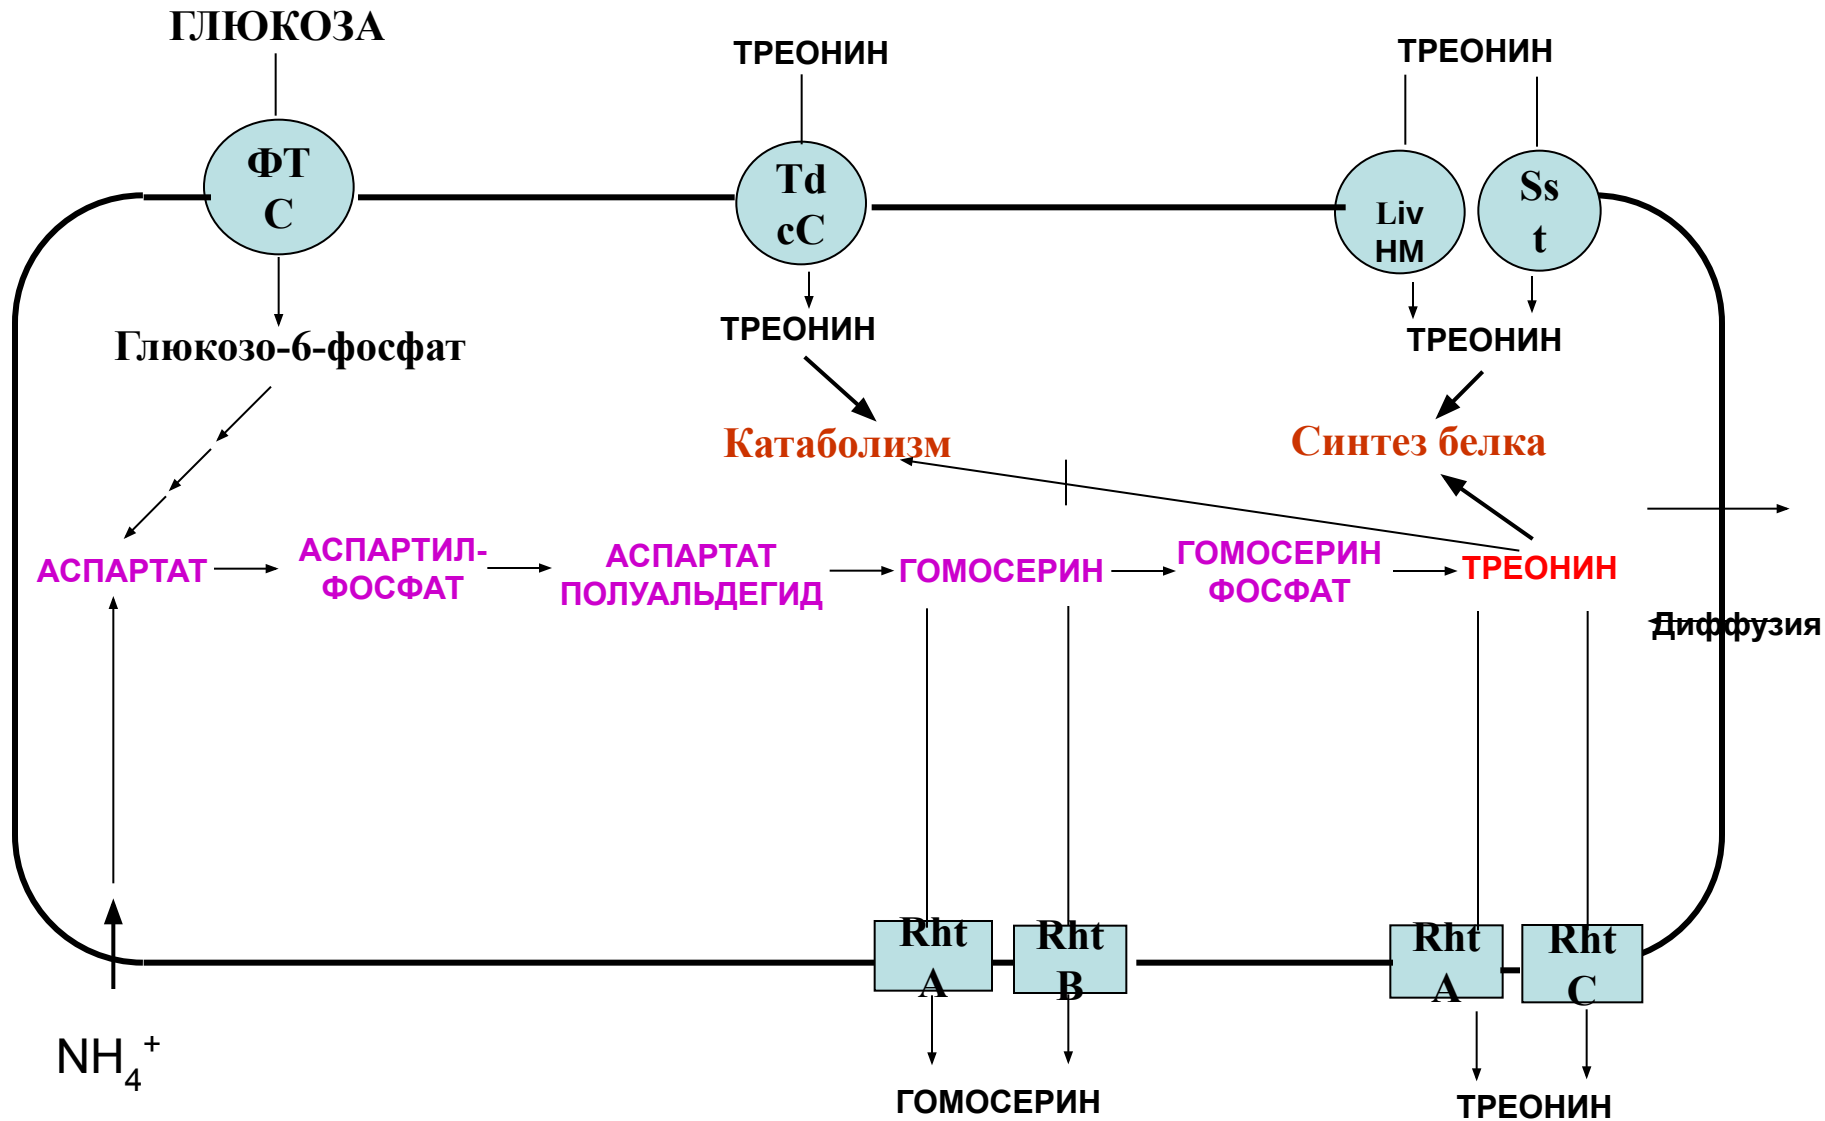 ГЛЮКОЗА
ТРЕОНИН
ТРЕОНИН
ФТ
С
Td
cC
Liv
HM
Ss
t
Глюкозо-6-фосфат
ТРЕОНИН
ТРЕОНИН
Катаболизм
Синтез белка
АСПАРТАТ
АСПАРТИЛ-
ФОСФАТ
АСПАРТАТ
ПОЛУАЛЬДЕГИД
ГОМОСЕРИН
ГОМОСЕРИН
ФОСФАТ
ТРЕОНИН
Диффузия
Rht
A
Rht
B
Rht
A
Rht
C
NH4+
ГОМОСЕРИН
ТРЕОНИН